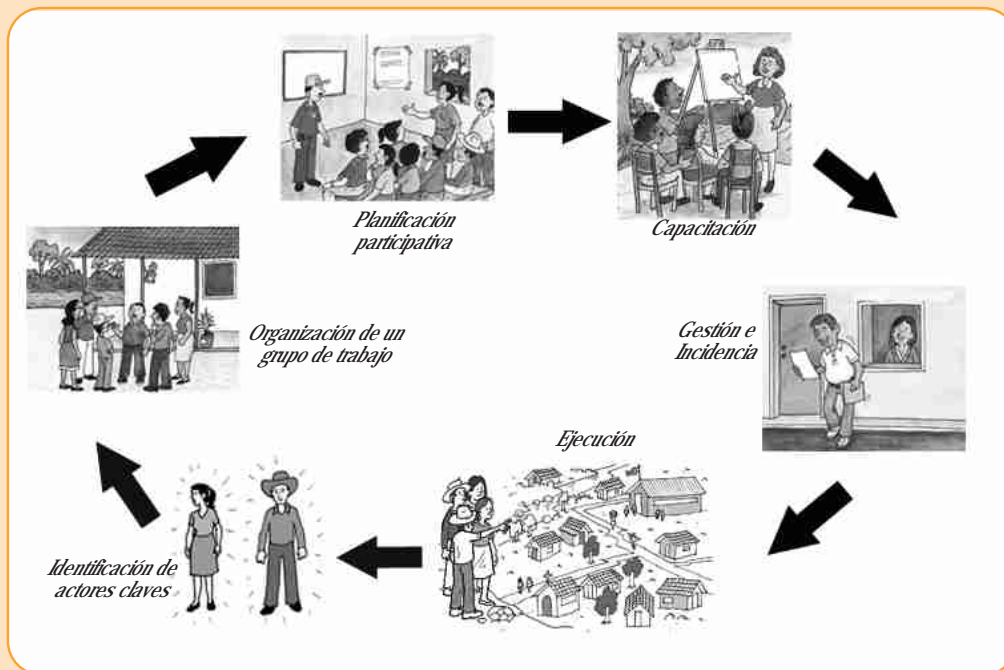 Planificación
participativa
Capacitación
Organización de un
grupo de trabajo
Gestión e
Incidencia
Ejecución
Identificación de
actores claves